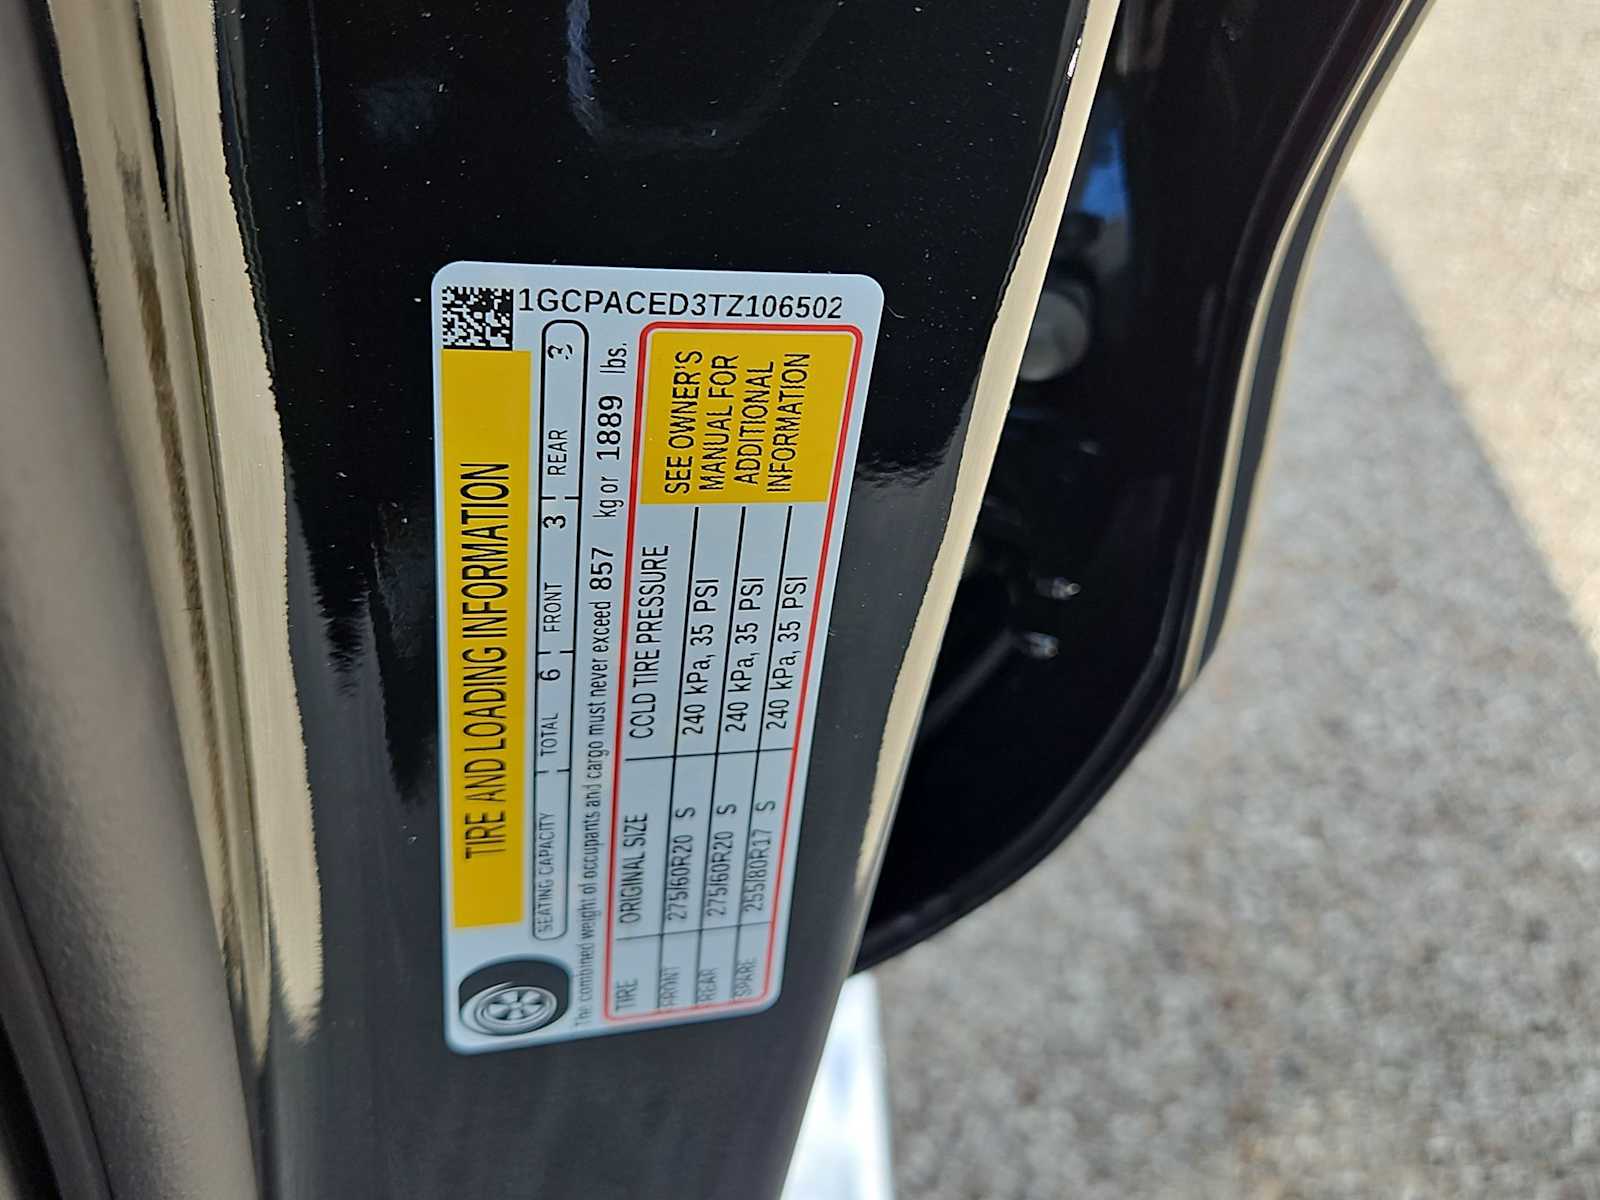 1GCPACED3TZ106502
TIRE AND LOADING INFORMATION
SEATING CAPACITY TOTAL 6 FRONT 3 REAR 3
The combined weight of occupants and cargo must never exceed 857 kg or 1889 lbs.
TIRE ORIGINAL SIZE COLD TIRE PRESSURE
FRONT 275/60R20 S 240 kPa, 35 PSI
REAR 275/60R20 S 240 kPa, 35 PSI
SPARE 255/80R17 S 240 kPa, 35 PSI
SEE OWNER'S
MANUAL FOR
ADDITIONAL
INFORMATION